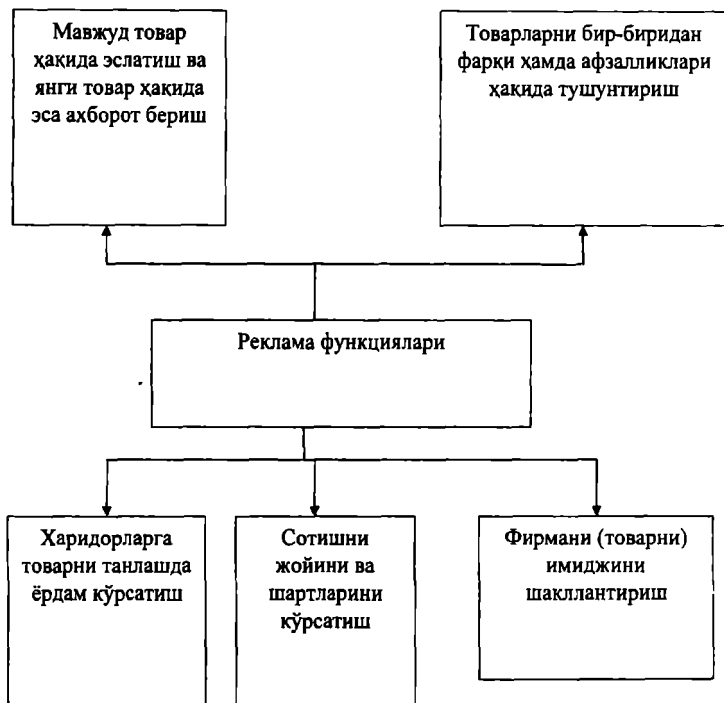 Мавжуд товар
ҳақида эслатиш ва
янги товар ҳақида
эса ахборот бериш
Товарларни бир-биридан
фарқи ҳамда афзалликлари
ҳақида тушунтириш
Реклама функциялари
Харидорларга
товарни танлашда
ёрдам кўрсатиш
Сотишни
жойини ва
шартларини
кўрсатиш
Фирмани (товарни)
имиджини
шакллантириш